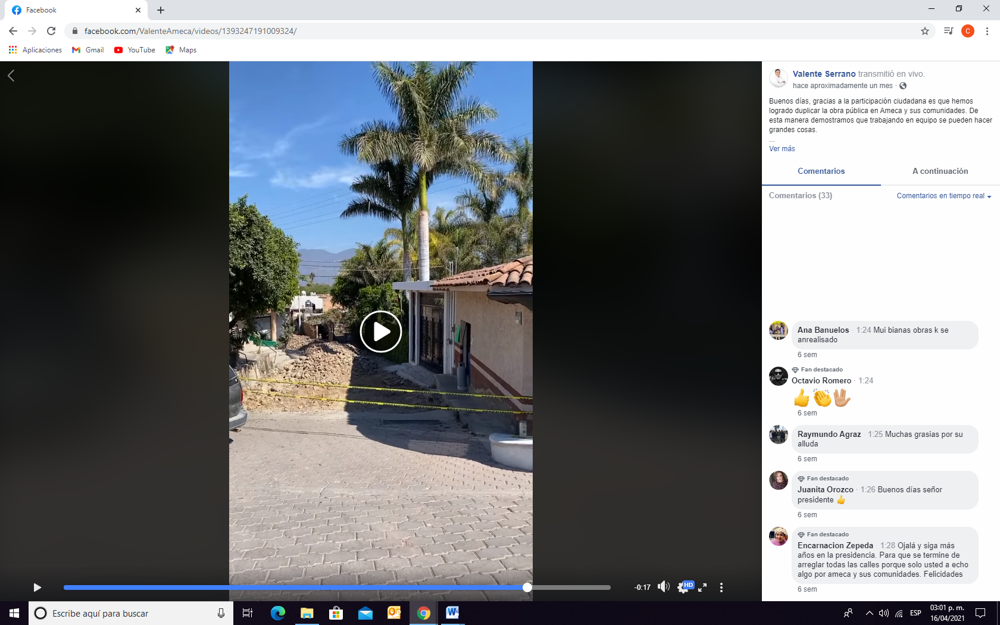 Facebook
facebook.com/ValenteAmeca/videos/1393247191009324/
C
Aplicaciones
Gmail
YouTube
Maps
Valente Serrano transmitió en vivo.
hace aproximadamente un mes ·
Buenos días, gracias a la participación ciudadana es que hemos
logrado duplicar la obra pública en Ameca y sus comunidades. De
esta manera demostramos que trabajando en equipo se pueden hacer
grandes cosas.
...
Ver más
Comentarios
A continuación
Comentarios (33)
Comentarios en tiempo real
Ana Banuelos · 1:24 Mui bianas obras k se
anrealisado
6 sem
Fan destacado
Octavio Romero · 1:24
👍👏🖖
6 sem
Raymundo Agraz · 1:25 Muchas grasias por su
alluda
6 sem
Fan destacado
Juanita Orozco · 1:26 Buenos días señor
presidente 👍
6 sem
Fan destacado
Encarnacion Zepeda · 1:28 Ojalá y siga más
años en la presidencia. Para que se termine de
arreglar todas las calles porque solo usted a echo
algo por ameca y sus comunidades. Felicidades
6 sem
-0:17
HD
Escribe aquí para buscar
ESP
03:01 p. m.
16/04/2021